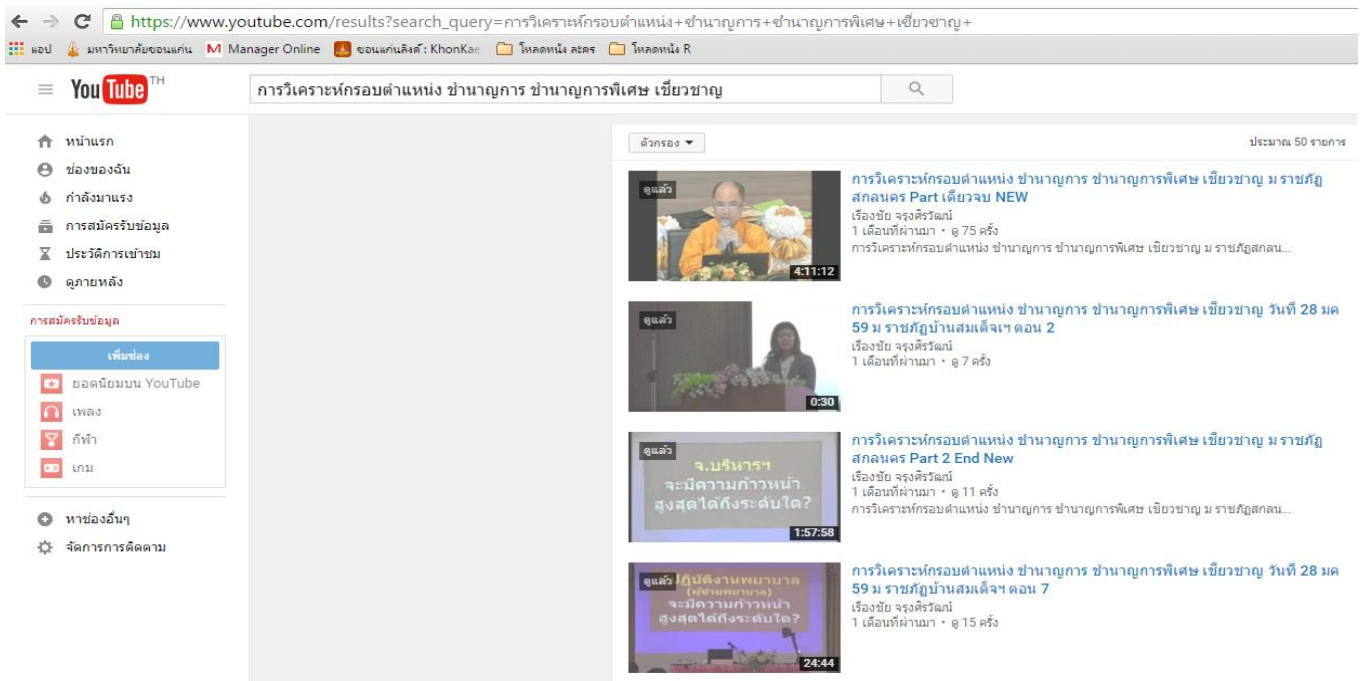 https://www.youtube.com/results?search_query=การวิเคราะห์กรอบตำแหน่ง+ชำนาญการ+ชำนาญการพิเศษ+เชี่ยวชาญ+
แอป มหาวิทยาลัยขอนแก่น M Manager Online ขอนแก่นลิงค์ : KhonKae โหลดหนัง ละคร โหลดหนัง R
YouTube TH
การวิเคราะห์กรอบตำแหน่ง ชำนาญการ ชำนาญการพิเศษ เชี่ยวชาญ
หน้าแรก
ช่องของฉัน
กำลังมาแรง
การสมัครรับข้อมูล
ประวัติการเข้าชม
ดูภายหลัง
การสมัครรับข้อมูล
เพิ่มช่อง
ยอดนิยมบน YouTube
เพลง
กีฬา
เกม
หาช่องอื่นๆ
จัดการการติดตาม
ตัวกรอง
ประมาณ 50 รายการ
ดูแล้ว
4:11:12
การวิเคราะห์กรอบตำแหน่ง ชำนาญการ ชำนาญการพิเศษ เชี่ยวชาญ ม ราชภัฏ
สกลนคร Part เดียวจบ NEW
เรืองชัย จรุงศิรวัฒน์
1 เดือนที่ผ่านมา • ดู 75 ครั้ง
การวิเคราะห์กรอบตำแหน่ง ชำนาญการ ชำนาญการพิเศษ เชี่ยวชาญ ม ราชภัฏสกลน...
ดูแล้ว
0:30
การวิเคราะห์กรอบตำแหน่ง ชำนาญการ ชำนาญการพิเศษ เชี่ยวชาญ วันที่ 28 มค
59 ม ราชภัฏบ้านสมเด็จฯ ตอน 2
เรืองชัย จรุงศิรวัฒน์
1 เดือนที่ผ่านมา • ดู 7 ครั้ง
ดูแล้ว
จ.บริหารฯ
จะมีความก้าวหน้า
สูงสุดได้ถึงระดับใด?
1:57:58
การวิเคราะห์กรอบตำแหน่ง ชำนาญการ ชำนาญการพิเศษ เชี่ยวชาญ ม ราชภัฏ
สกลนคร Part 2 End New
เรืองชัย จรุงศิรวัฒน์
1 เดือนที่ผ่านมา • ดู 11 ครั้ง
การวิเคราะห์กรอบตำแหน่ง ชำนาญการ ชำนาญการพิเศษ เชี่ยวชาญ ม ราชภัฏสกลน...
ดูแล้ว
ฏิบัติงานพยาบาล
(ผู้ช่วยพยาบาล)
จะมีความก้าวหน้า
สูงสุดได้ถึงระดับใด?
24:44
การวิเคราะห์กรอบตำแหน่ง ชำนาญการ ชำนาญการพิเศษ เชี่ยวชาญ วันที่ 28 มค
59 ม ราชภัฏบ้านสมเด็จฯ ตอน 7
เรืองชัย จรุงศิรวัฒน์
1 เดือนที่ผ่านมา • ดู 15 ครั้ง